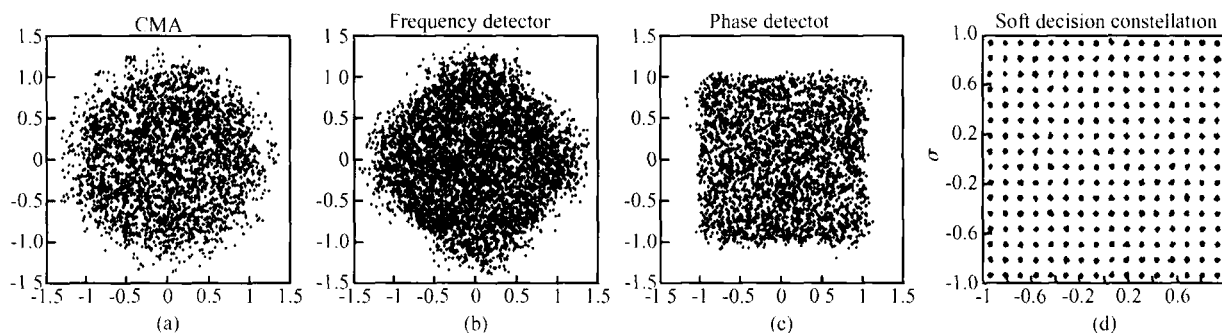 CMA
1.5
1.0
0.5
0
-0.5
-1.0
-1.5
-1.5 -1 -0.5 0 0.5 1.0 1.5
(a)
Frequency detector
1.5
1.0
0.5
0
-0.5
-1.0
-1.5
-1.5 -1 -0.5 0 0.5 1.0 1.5
(b)
Phase detectot
1.5
1.0
0.5
0
-0.5
-1.0
1.5
-1.5 -1 -0.5 0 0.5 1.0 1.5
(c)
Soft decision constellation
1.0
0.6
0.2
-0.2
-0.6
-1.0
σ
-1 -0.6 -0.2 0.2 0.6
(d)